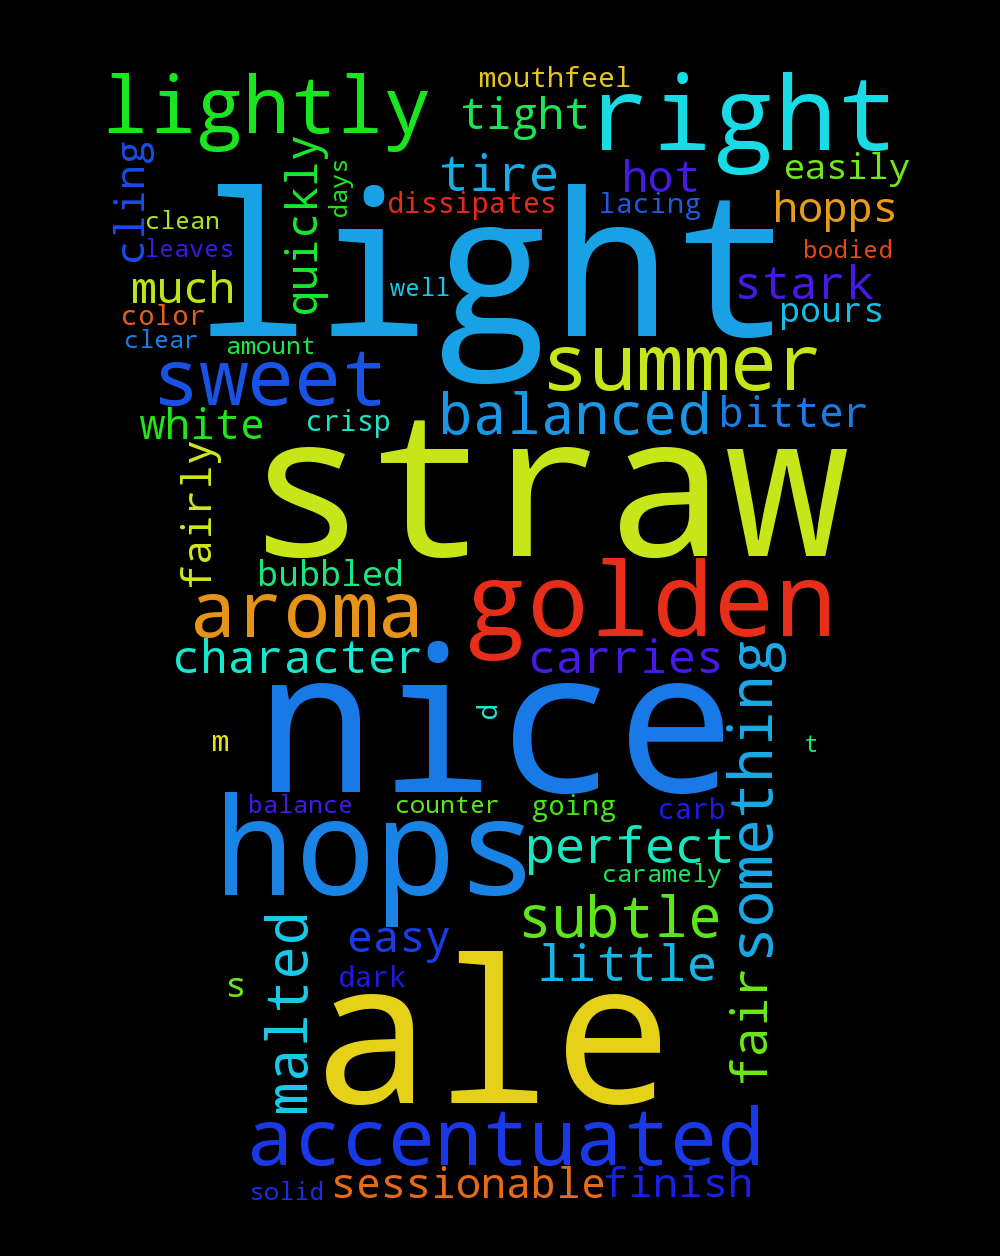 mouthfeel
lightly
tight
right
cling
quickly
days
tire
hot
easily
clean
dissipates
lacing
hopps
leaves
light
bodied
much
well
stark
color
pours
clear
amount
sweet
summer
white
crisp
balanced
bitter
fairly
straw
bubbled
aroma
golden
character
carries
something
nice
d
m
t
balance
counter
going
carb
hops
perfect
caramely
subtle
malted
easy
little
s
dark
fair
ale
accentuated
solid
sessionable
finish